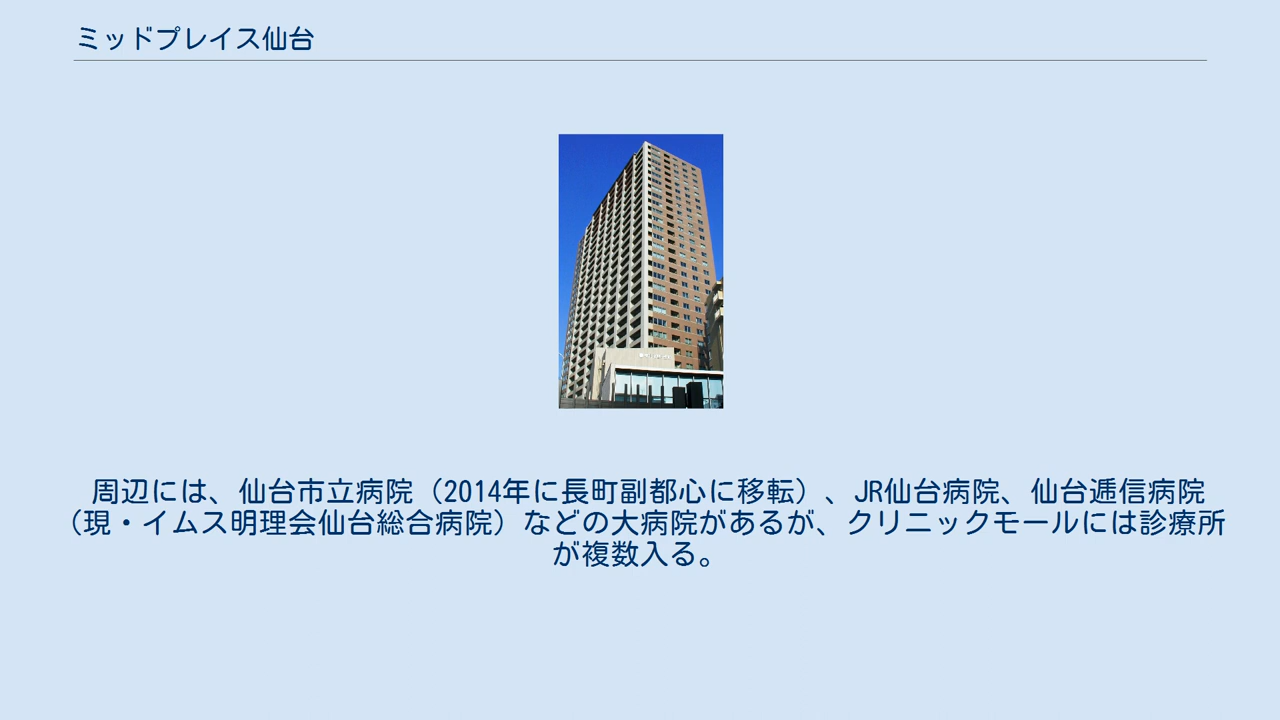 ミッドプレイス仙台
周辺には、仙台市立病院（2014年に長町副都心に移転）、JR仙台病院、仙台逓信病院
（現・イムス明理会仙台総合病院）などの大病院があるが、クリニックモールには診療所
が複数入る。